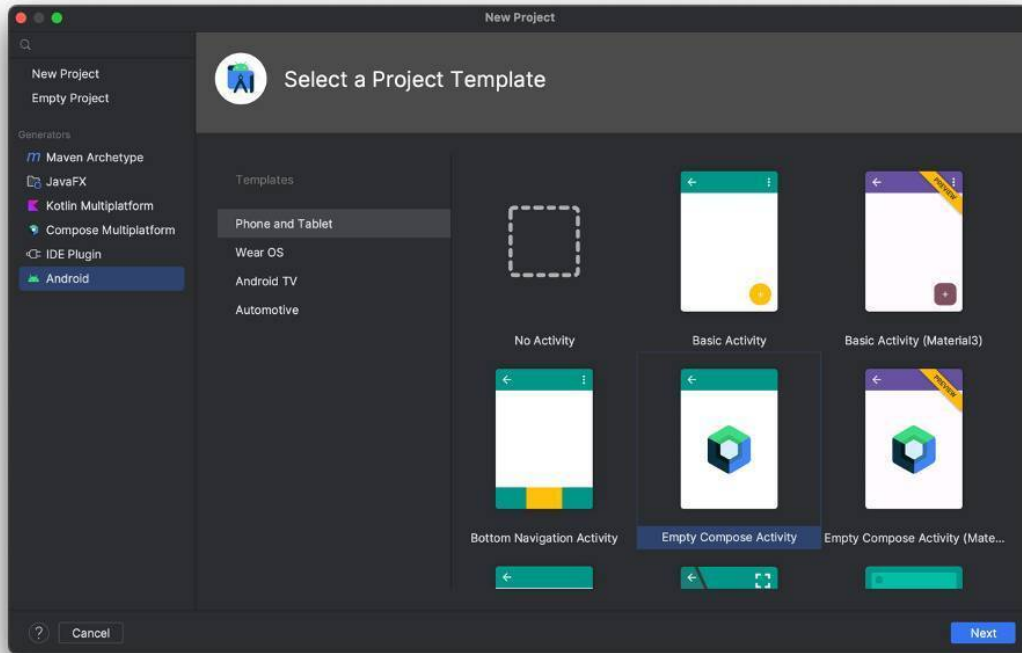 New Project
Select a Project Template
New Project
Empty Project
Generators
Maven Archetype
JavaFX
Kotlin Multiplatform
Compose Multiplatform
IDE Plugin
Android
Templates
Phone and Tablet
Wear OS
Android TV
Automotive
No Activity
Basic Activity
PREVIEW
Basic Activity (Material3)
Bottom Navigation Activity
Empty Compose Activity
PREVIEW
Empty Compose Activity (Mate...
?
Cancel
Next